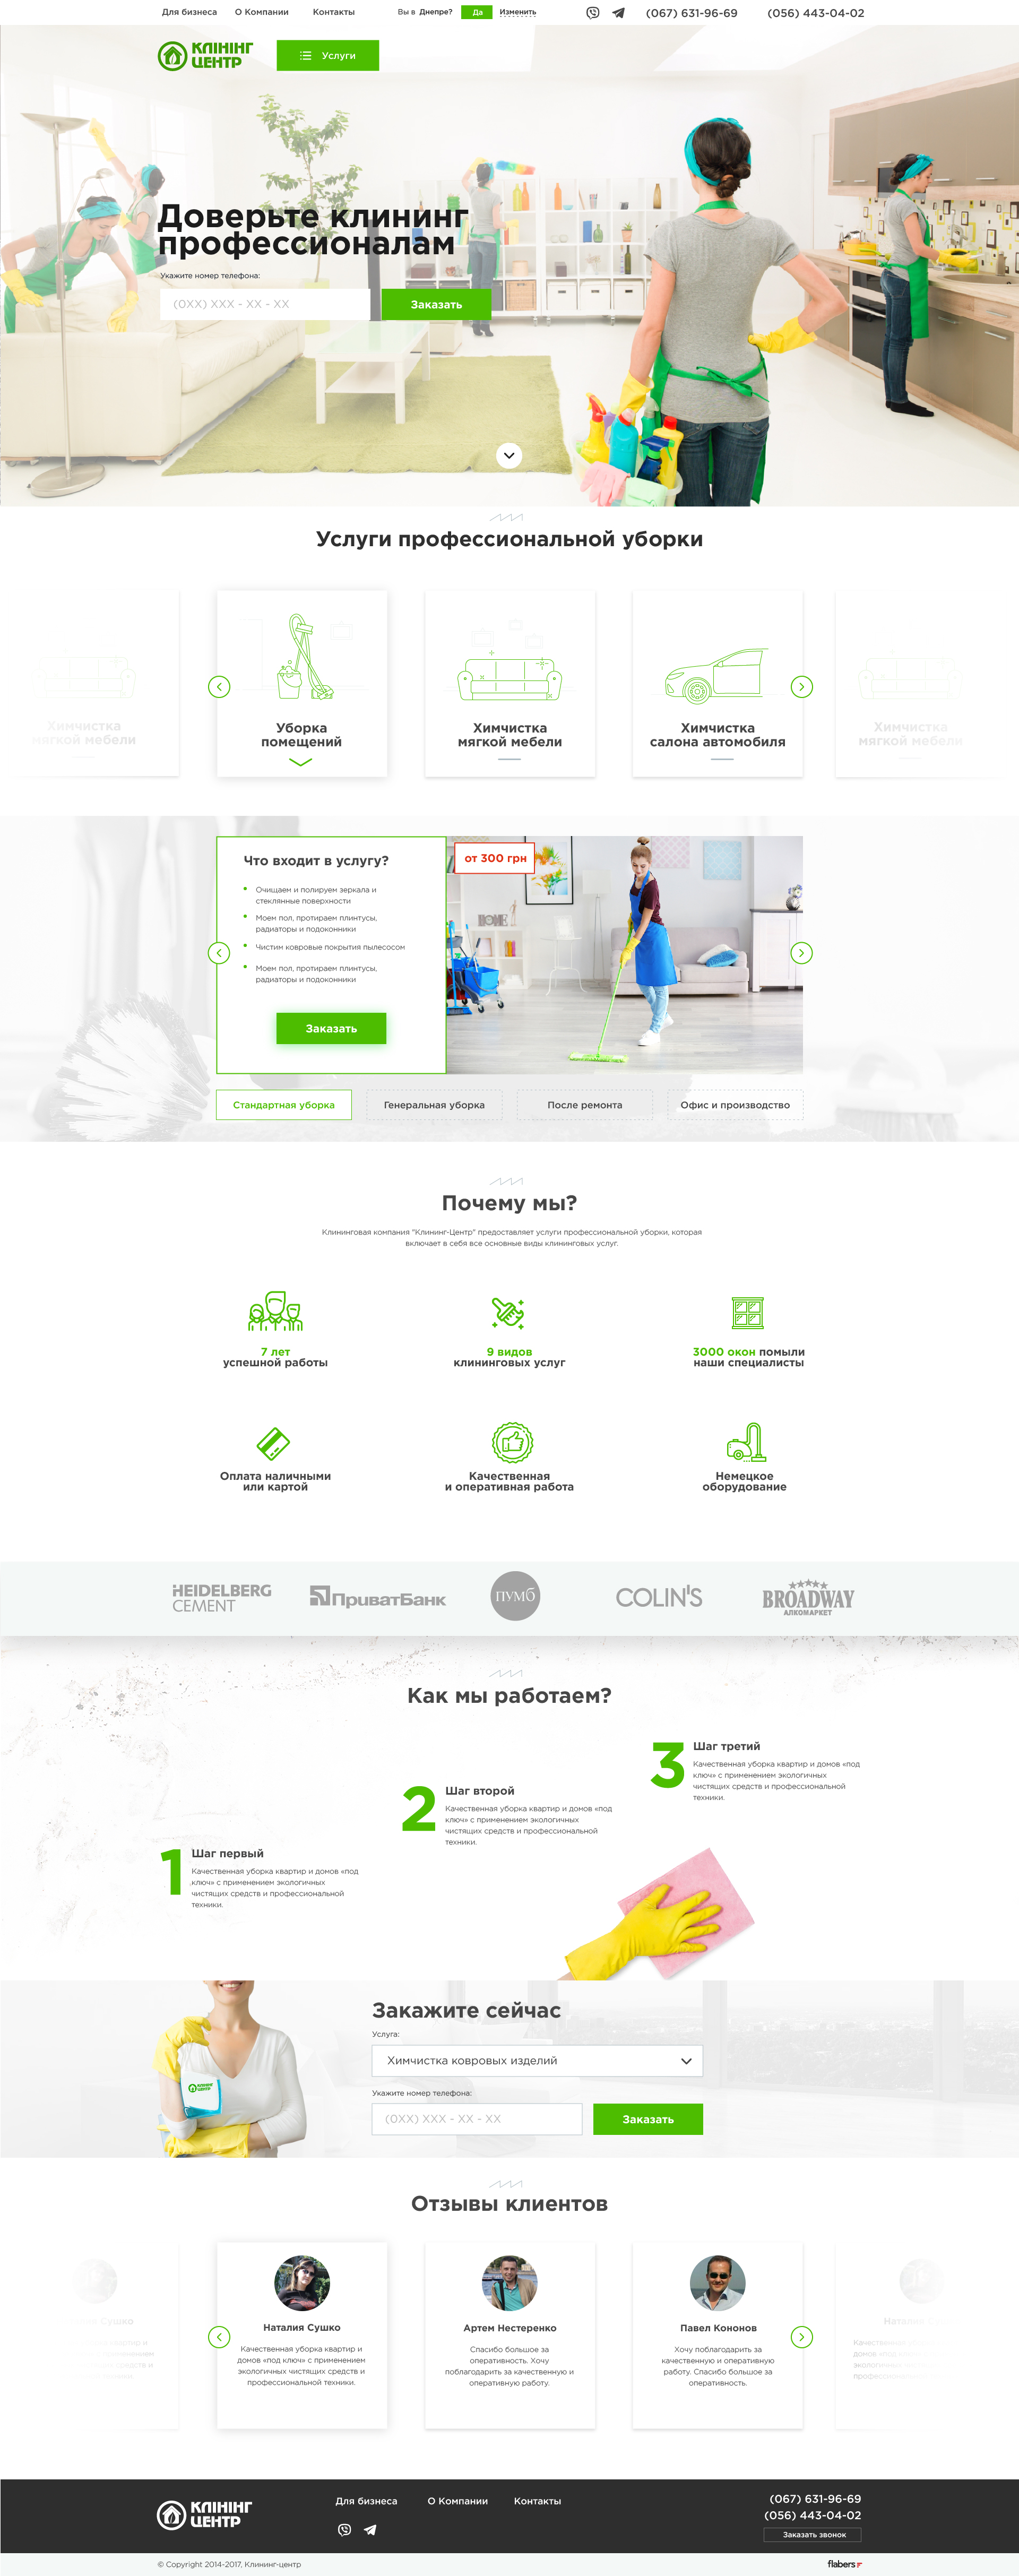 Для бизнеса О Компании Контакты Вы в Днепре? Да Изменить (067) 631-96-69 (056) 443-04-02
КЛІНІНГ
ЦЕНТР
Услуги
Доверьте клининг
профессионалам
Укажите номер телефона:
(0XX) XXX - XX - XX
Заказать
Услуги профессиональной уборки
Химчистка
мягкой мебели
Уборка
помещений
Химчистка
мягкой мебели
Химчистка
салона автомобиля
Химчистка
мягкой мебели
Что входит в услугу?
Очищаем и полируем зеркала и
стеклянные поверхности
Моем пол, протираем плинтусы,
радиаторы и подоконники
Чистим ковровые покрытия пылесосом
Моем пол, протираем плинтусы,
радиаторы и подоконники
Заказать
от 300 грн
HOME
Стандартная уборка
Генеральная уборка
После ремонта
Офис и производство
Почему мы?
Клининговая компания "Клининг-Центр" предоставляет услуги профессиональной уборки, которая
включает в себя все основные виды клининговых услуг.
7 лет
успешной работы
9 видов
клининговых услуг
3000 окон помыли
наши специалисты
Оплата наличными
или картой
Качественная
и оперативная работа
Немецкое
оборудование
HEIDELBERG
CEMENT
ПриватБанк
ПУМБ
COLIN'S
BROADWAY
АЛКОМАРКЕТ
Как мы работаем?
1
Шаг первый
Качественная уборка квартир и домов «под
ключ» с применением экологичных
чистящих средств и профессиональной
техники.
2
Шаг второй
Качественная уборка квартир и домов «под
ключ» с применением экологичных
чистящих средств и профессиональной
техники.
3
Шаг третий
Качественная уборка квартир и домов «под
ключ» с применением экологичных
чистящих средств и профессиональной
техники.
КЛІНІНГ
ЦЕНТР
Закажите сейчас
Услуга:
Химчистка ковровых изделий
Укажите номер телефона:
(0XX) XXX - XX - XX
Заказать
Отзывы клиентов
Сушко
Наталия Сушко
Качественная уборка квартир и
домов «под ключ» с применением
экологичных чистящих средств и
профессиональной техники.
Артем Нестеренко
Спасибо большое за
оперативность. Хочу
поблагодарить за качественную и
оперативную работу.
Павел Кононов
Хочу поблагодарить за
качественную и оперативную
работу. Спасибо большое за
оперативность.
КЛІНІНГ
ЦЕНТР
Для бизнеса О Компании Контакты
(067) 631-96-69
(056) 443-04-02
Заказать звонок
© Copyright 2014-2017, Клининг-центр
flabers